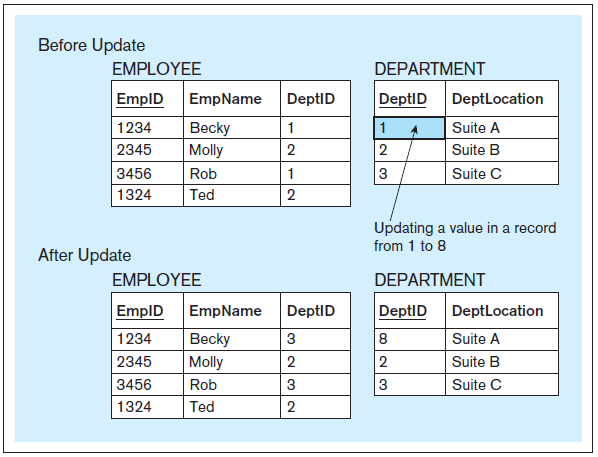 Before Update
EMPLOYEE
EmpID EmpName DeptID
1234 Becky 1
2345 Molly 2
3456 Rob 1
1324 Ted 2
DEPARTMENT
DeptID DeptLocation
1 Suite A
2 Suite B
3 Suite C
Updating a value in a record
from 1 to 8
After Update
EMPLOYEE
EmpID EmpName DeptID
1234 Becky 3
2345 Molly 2
3456 Rob 3
1324 Ted 2
DEPARTMENT
DeptID DeptLocation
8 Suite A
2 Suite B
3 Suite C